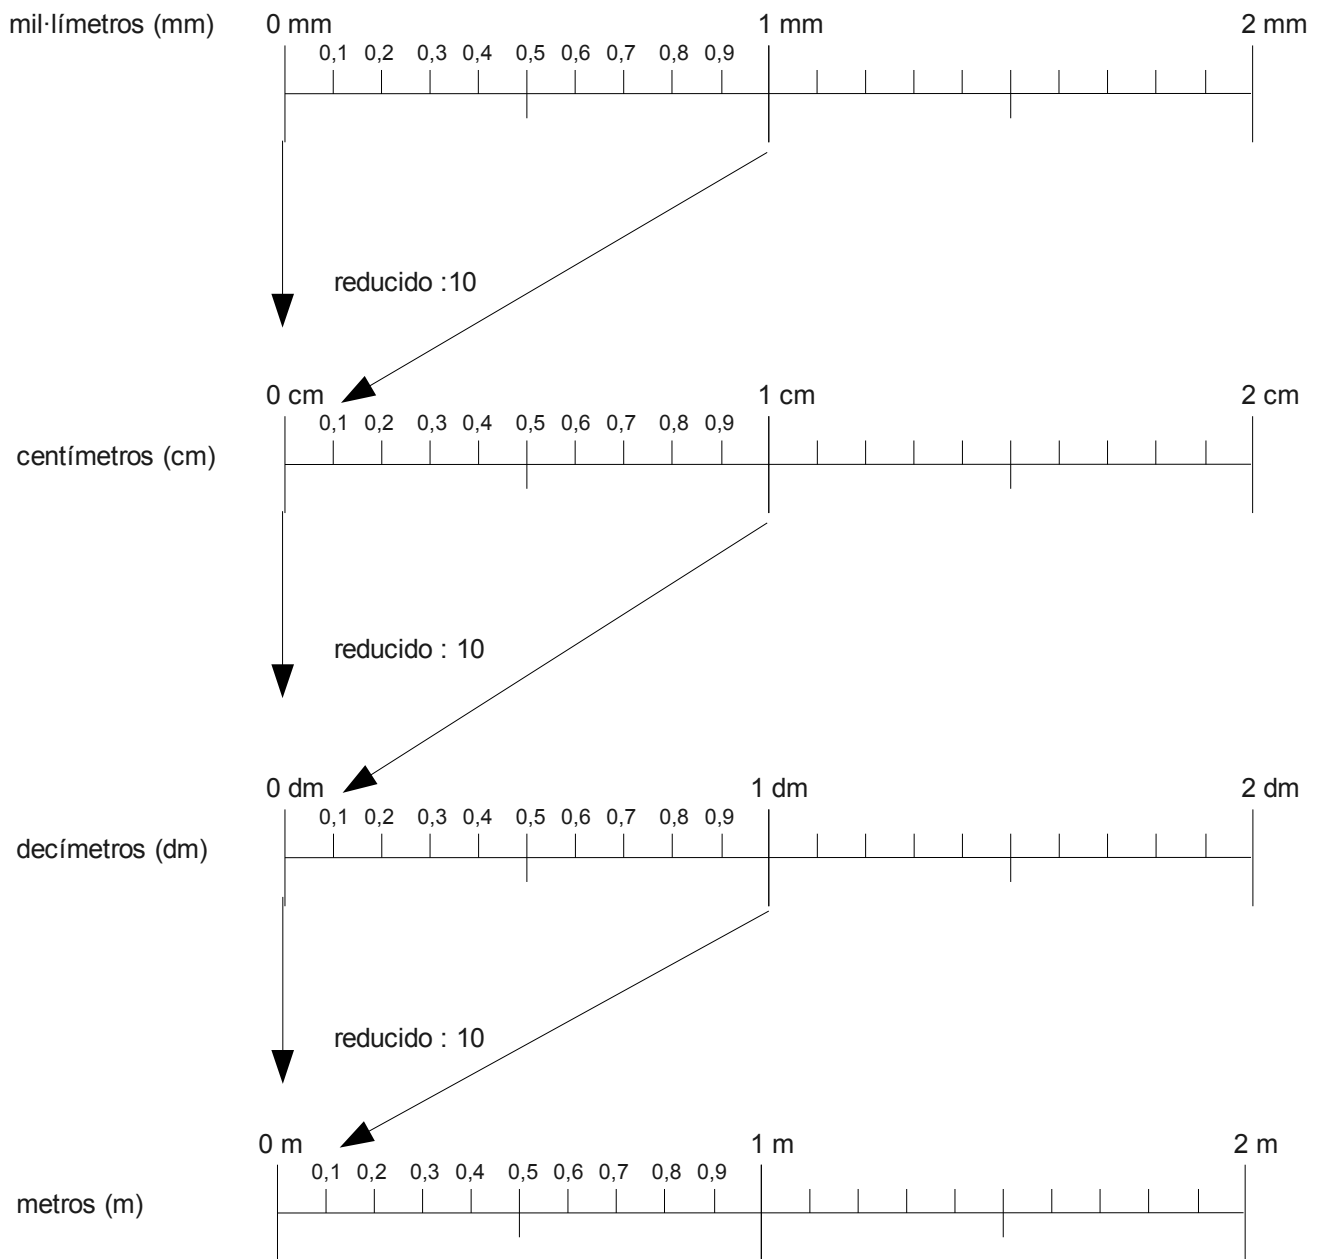 mil·límetros (mm) 0 mm 1 mm 2 mm
0,1 0,2 0,3 0,4 0,5 0,6 0,7 0,8 0,9
reducido :10
0 cm 1 cm 2 cm
0,1 0,2 0,3 0,4 0,5 0,6 0,7 0,8 0,9
centímetros (cm)
reducido : 10
0 dm 1 dm 2 dm
0,1 0,2 0,3 0,4 0,5 0,6 0,7 0,8 0,9
decímetros (dm)
reducido : 10
0 m 1 m 2 m
0,1 0,2 0,3 0,4 0,5 0,6 0,7 0,8 0,9
metros (m)